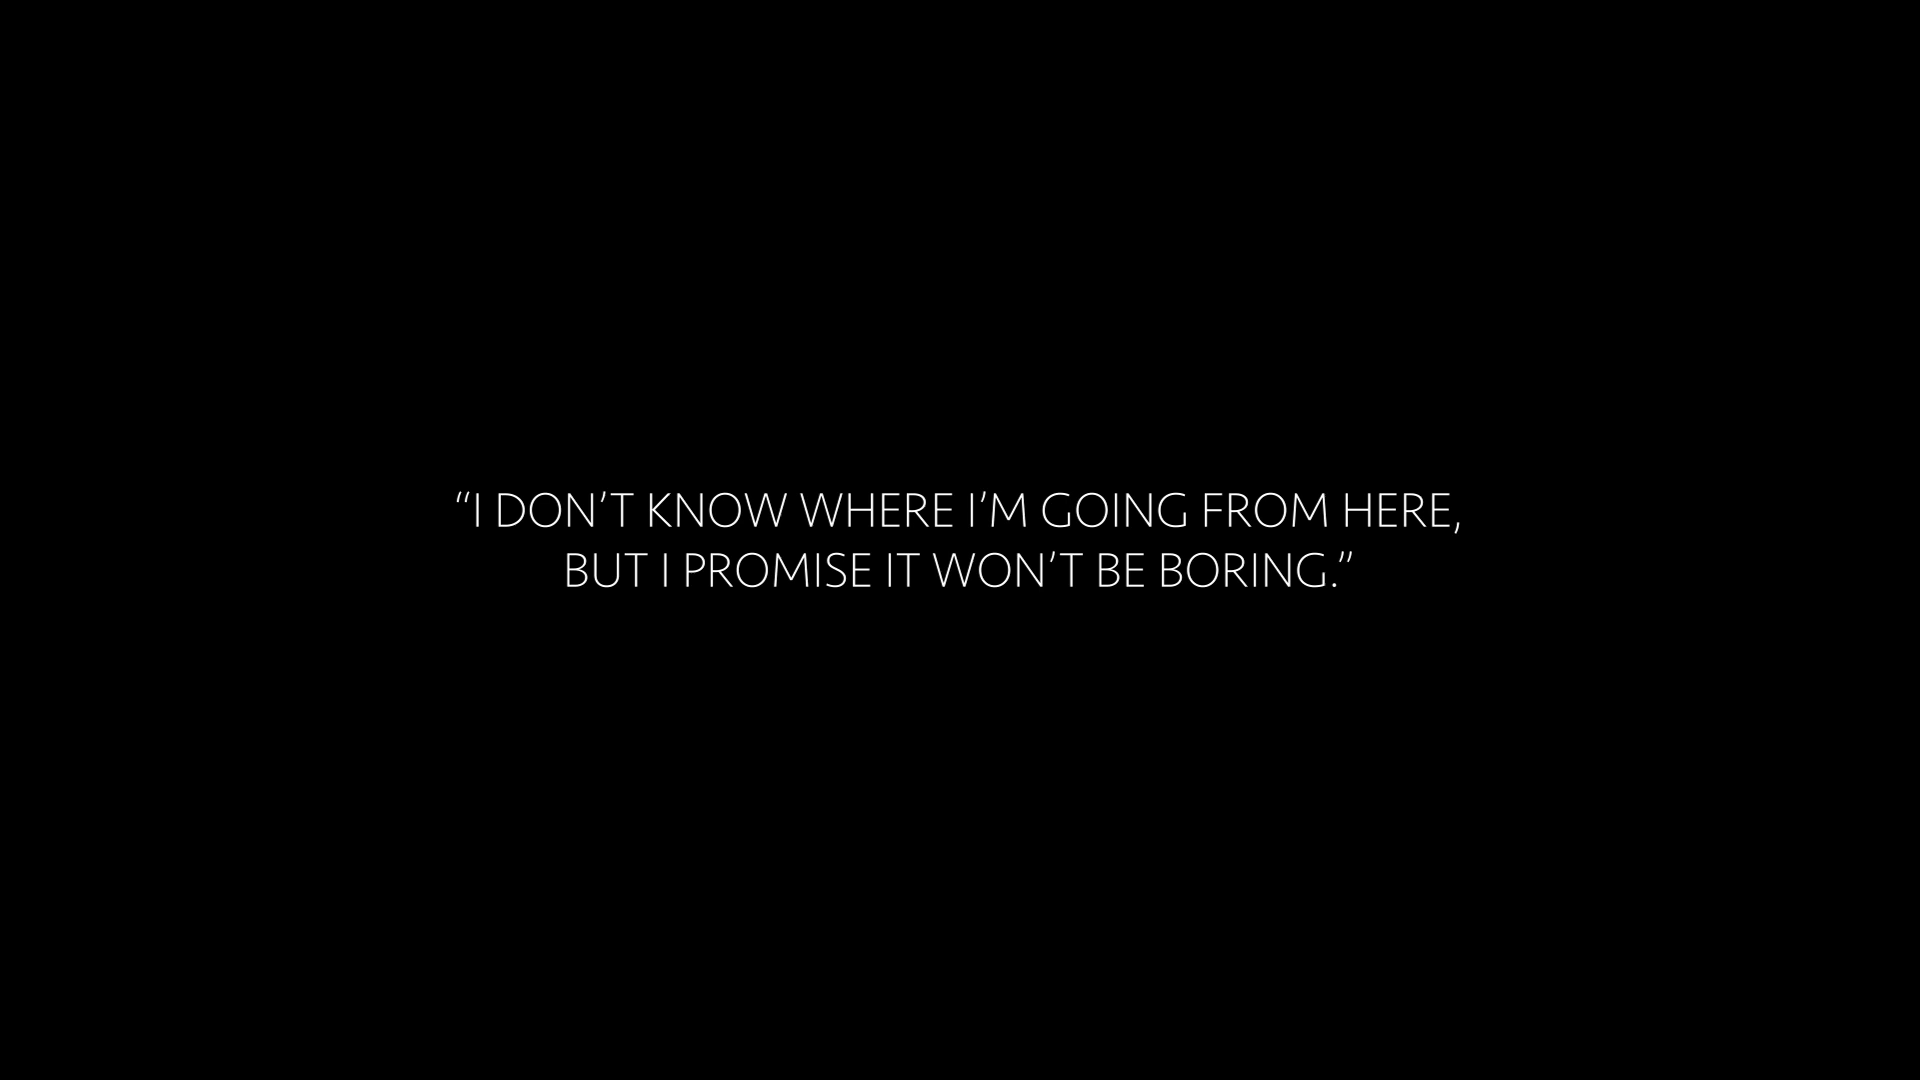 “I DON’T KNOW WHERE I’M GOING FROM HERE,
BUT I PROMISE IT WON’T BE BORING.”